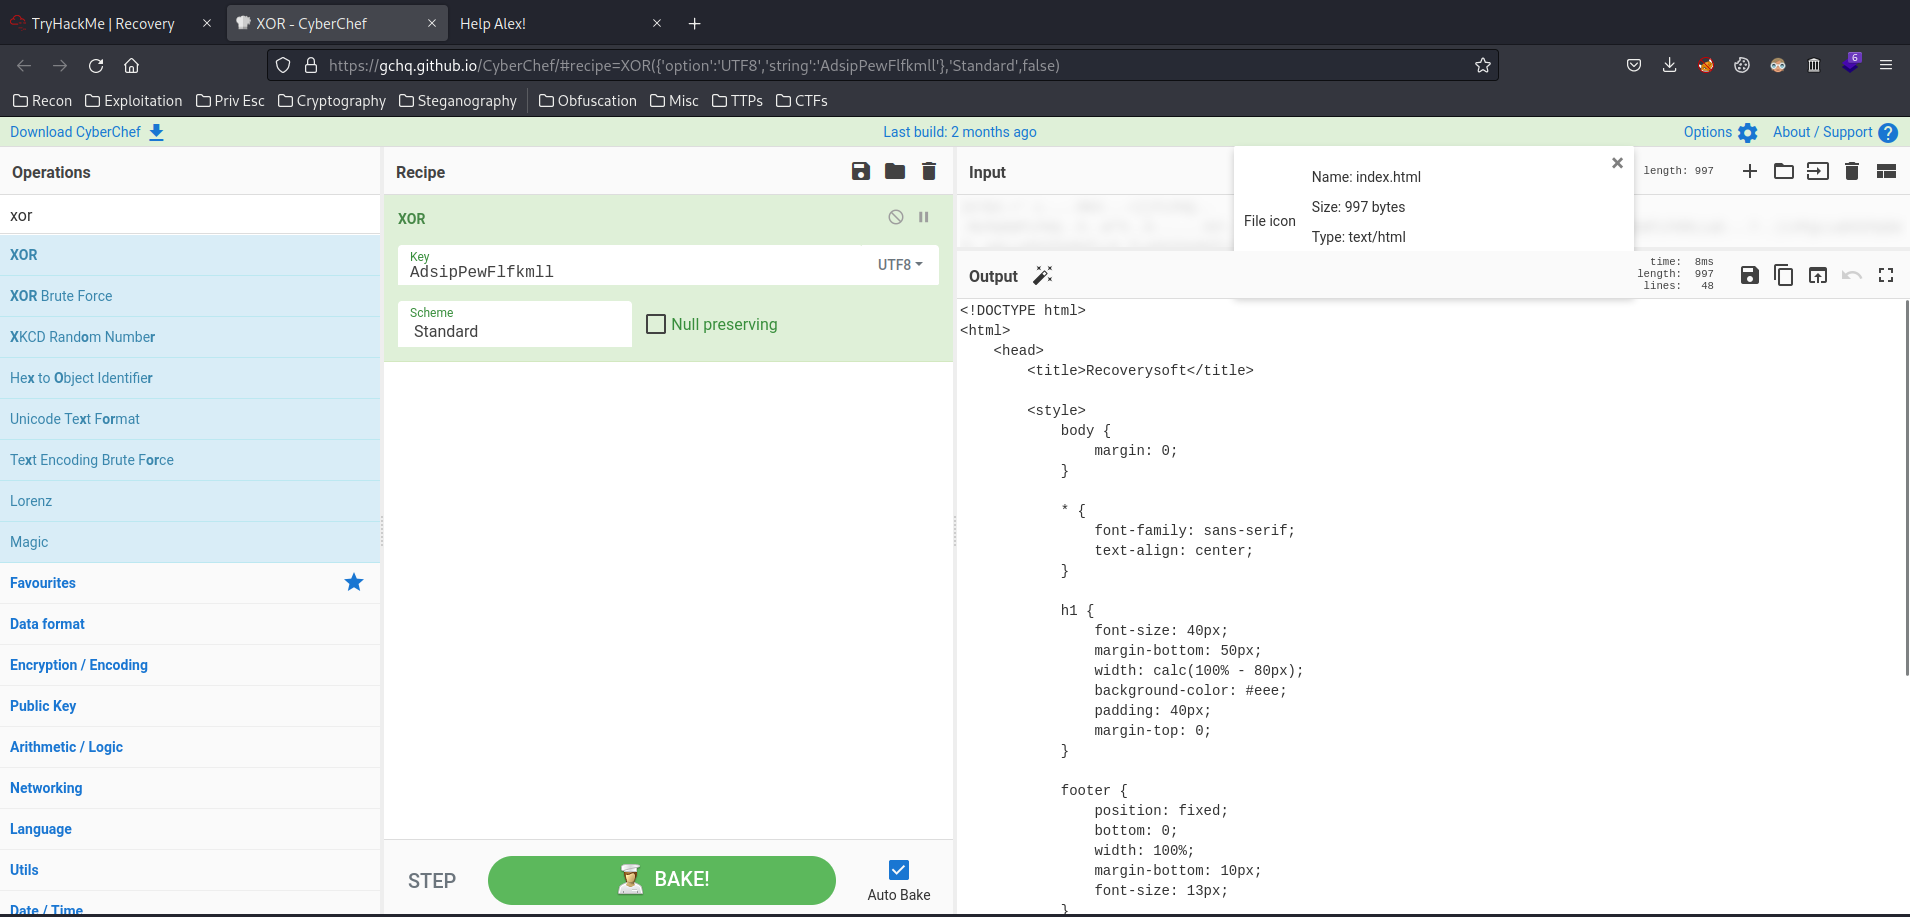 TryHackMe | Recovery
XOR - CyberChef
Help Alex!
https://gchq.github.io/CyberChef/#recipe=XOR({'option':'UTF8','string':'AdsipPewFlfkmll'},'Standard',false)
6
Recon
Exploitation
Priv Esc
Cryptography
Steganography
Obfuscation
Misc
TTPs
CTFs
Download CyberChef
Last build: 2 months ago
Options
About / Support
Operations
xor
XOR
XOR Brute Force
XKCD Random Number
Hex to Object Identifier
Unicode Text Format
Text Encoding Brute Force
Lorenz
Magic
Favourites
Data format
Encryption / Encoding
Public Key
Arithmetic / Logic
Networking
Language
Utils
Date / Time
Recipe
XOR
Key
AdsipPewFlfkmll
UTF8
Scheme
Standard
Null preserving
STEP
BAKE!
Auto Bake
Input
length: 997
File icon
Name: index.html
Size: 997 bytes
Type: text/html
Output
time: 8ms
length: 997
lines: 48
<!DOCTYPE html>
<html>
<head>
<title>Recoverysoft</title>
<style>
body {
margin: 0;
}
* {
font-family: sans-serif;
text-align: center;
}
h1 {
font-size: 40px;
margin-bottom: 50px;
width: calc(100% - 80px);
background-color: #eee;
padding: 40px;
margin-top: 0;
}
footer {
position: fixed;
bottom: 0;
width: 100%;
margin-bottom: 10px;
font-size: 13px;
}